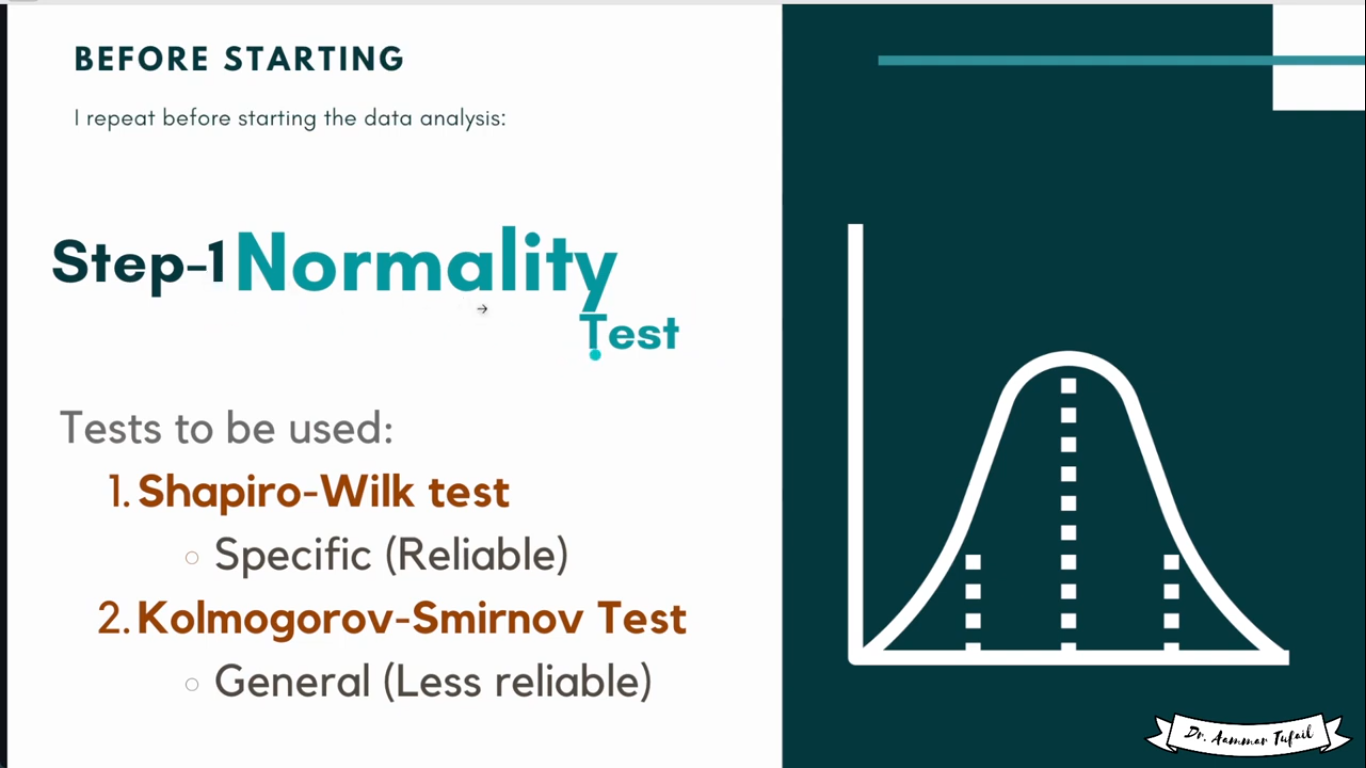 BEFORE STARTING
I repeat before starting the data analysis:
Step-1 Normality
Test
Tests to be used:
1. Shapiro-Wilk test
Specific (Reliable)
2. Kolmogorov-Smirnov Test
General (Less reliable)
Dr. Aammar Tufail